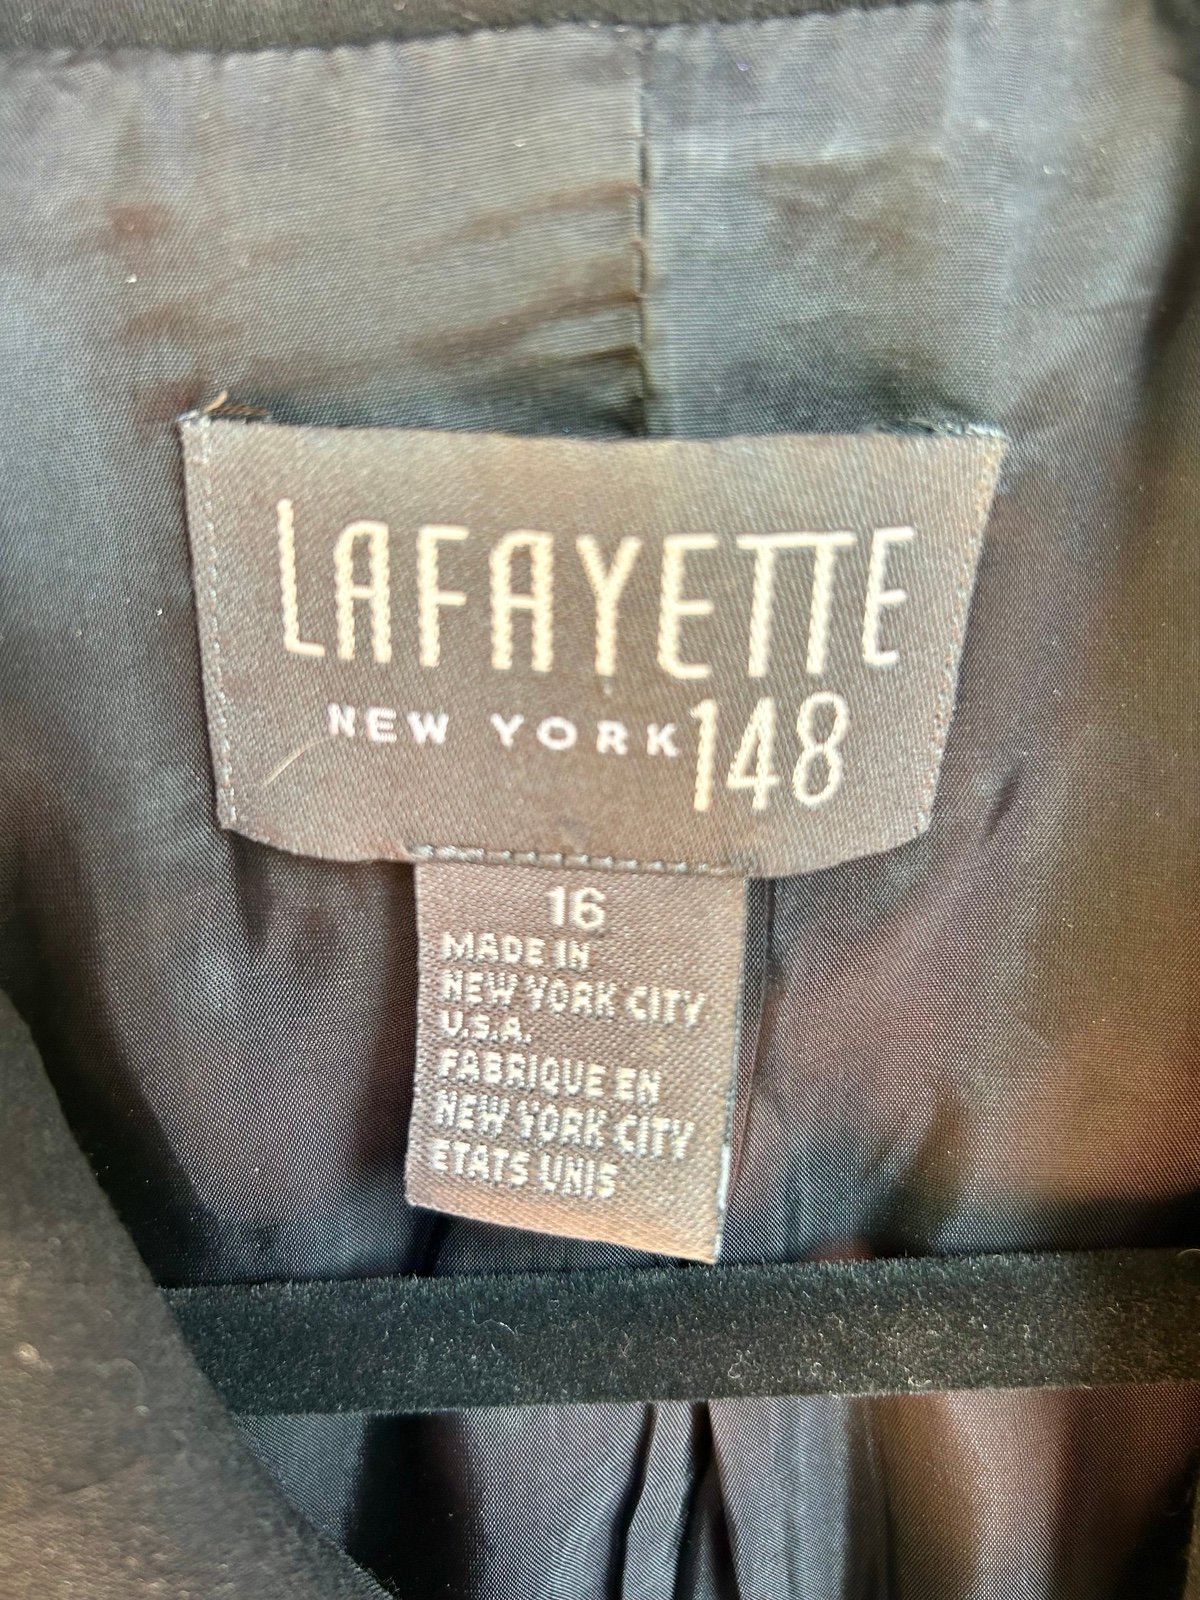 LAFAYETTE
NEW YORK 148
16
MADE IN
NEW YORK CITY
U.S.A.
FABRIQUE EN
NEW YORK CITY
ETATS UNIS